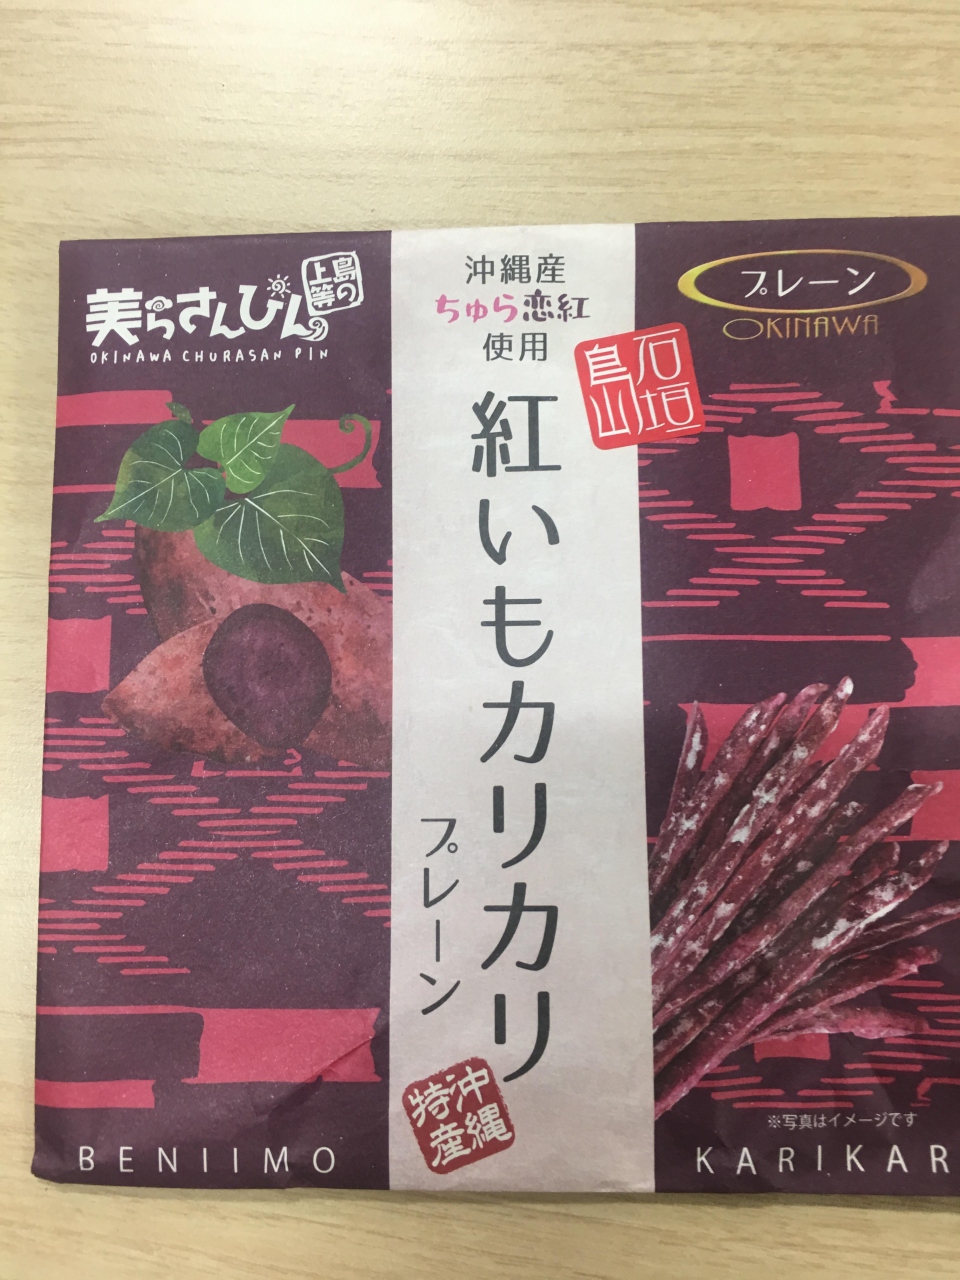 美らさんぴん
島の
上等
OKINAWA CHURASAN PIN
沖縄産
ちゅら恋紅
使用
石垣
島
プレーン
OKINAWA
紅いもカリカリ
プレーン
沖縄
特産
※写真はイメージです
BENIIMO
KARIKAR